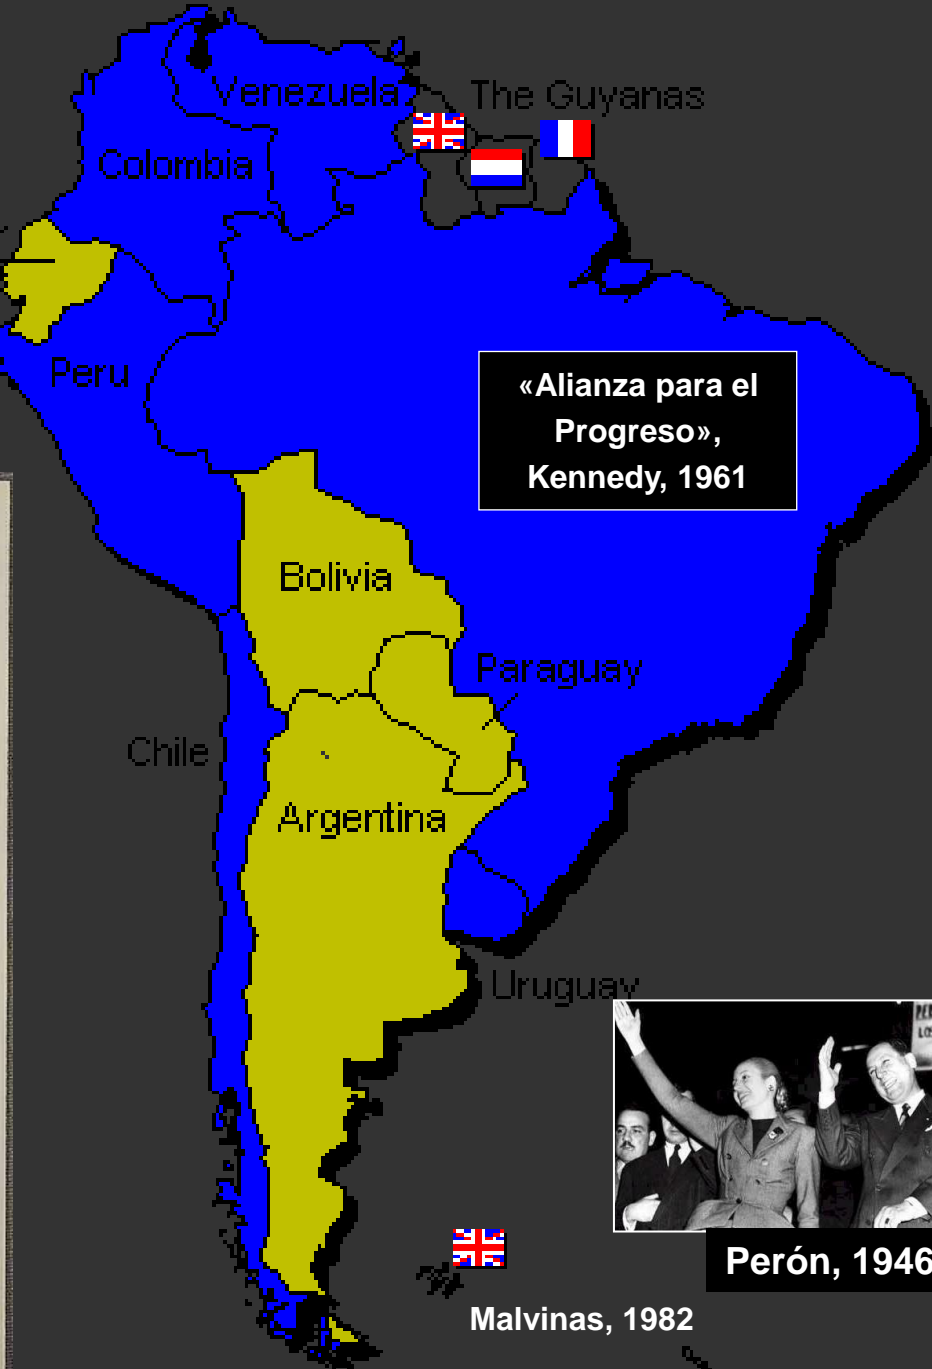 Venezuela
The Guyanas
Colombia
Peru
«Alianza para el
Progreso»,
Kennedy, 1961
Bolivia
Paraguay
Chile
Argentina
Uruguay
Perón, 1946
Malvinas, 1982